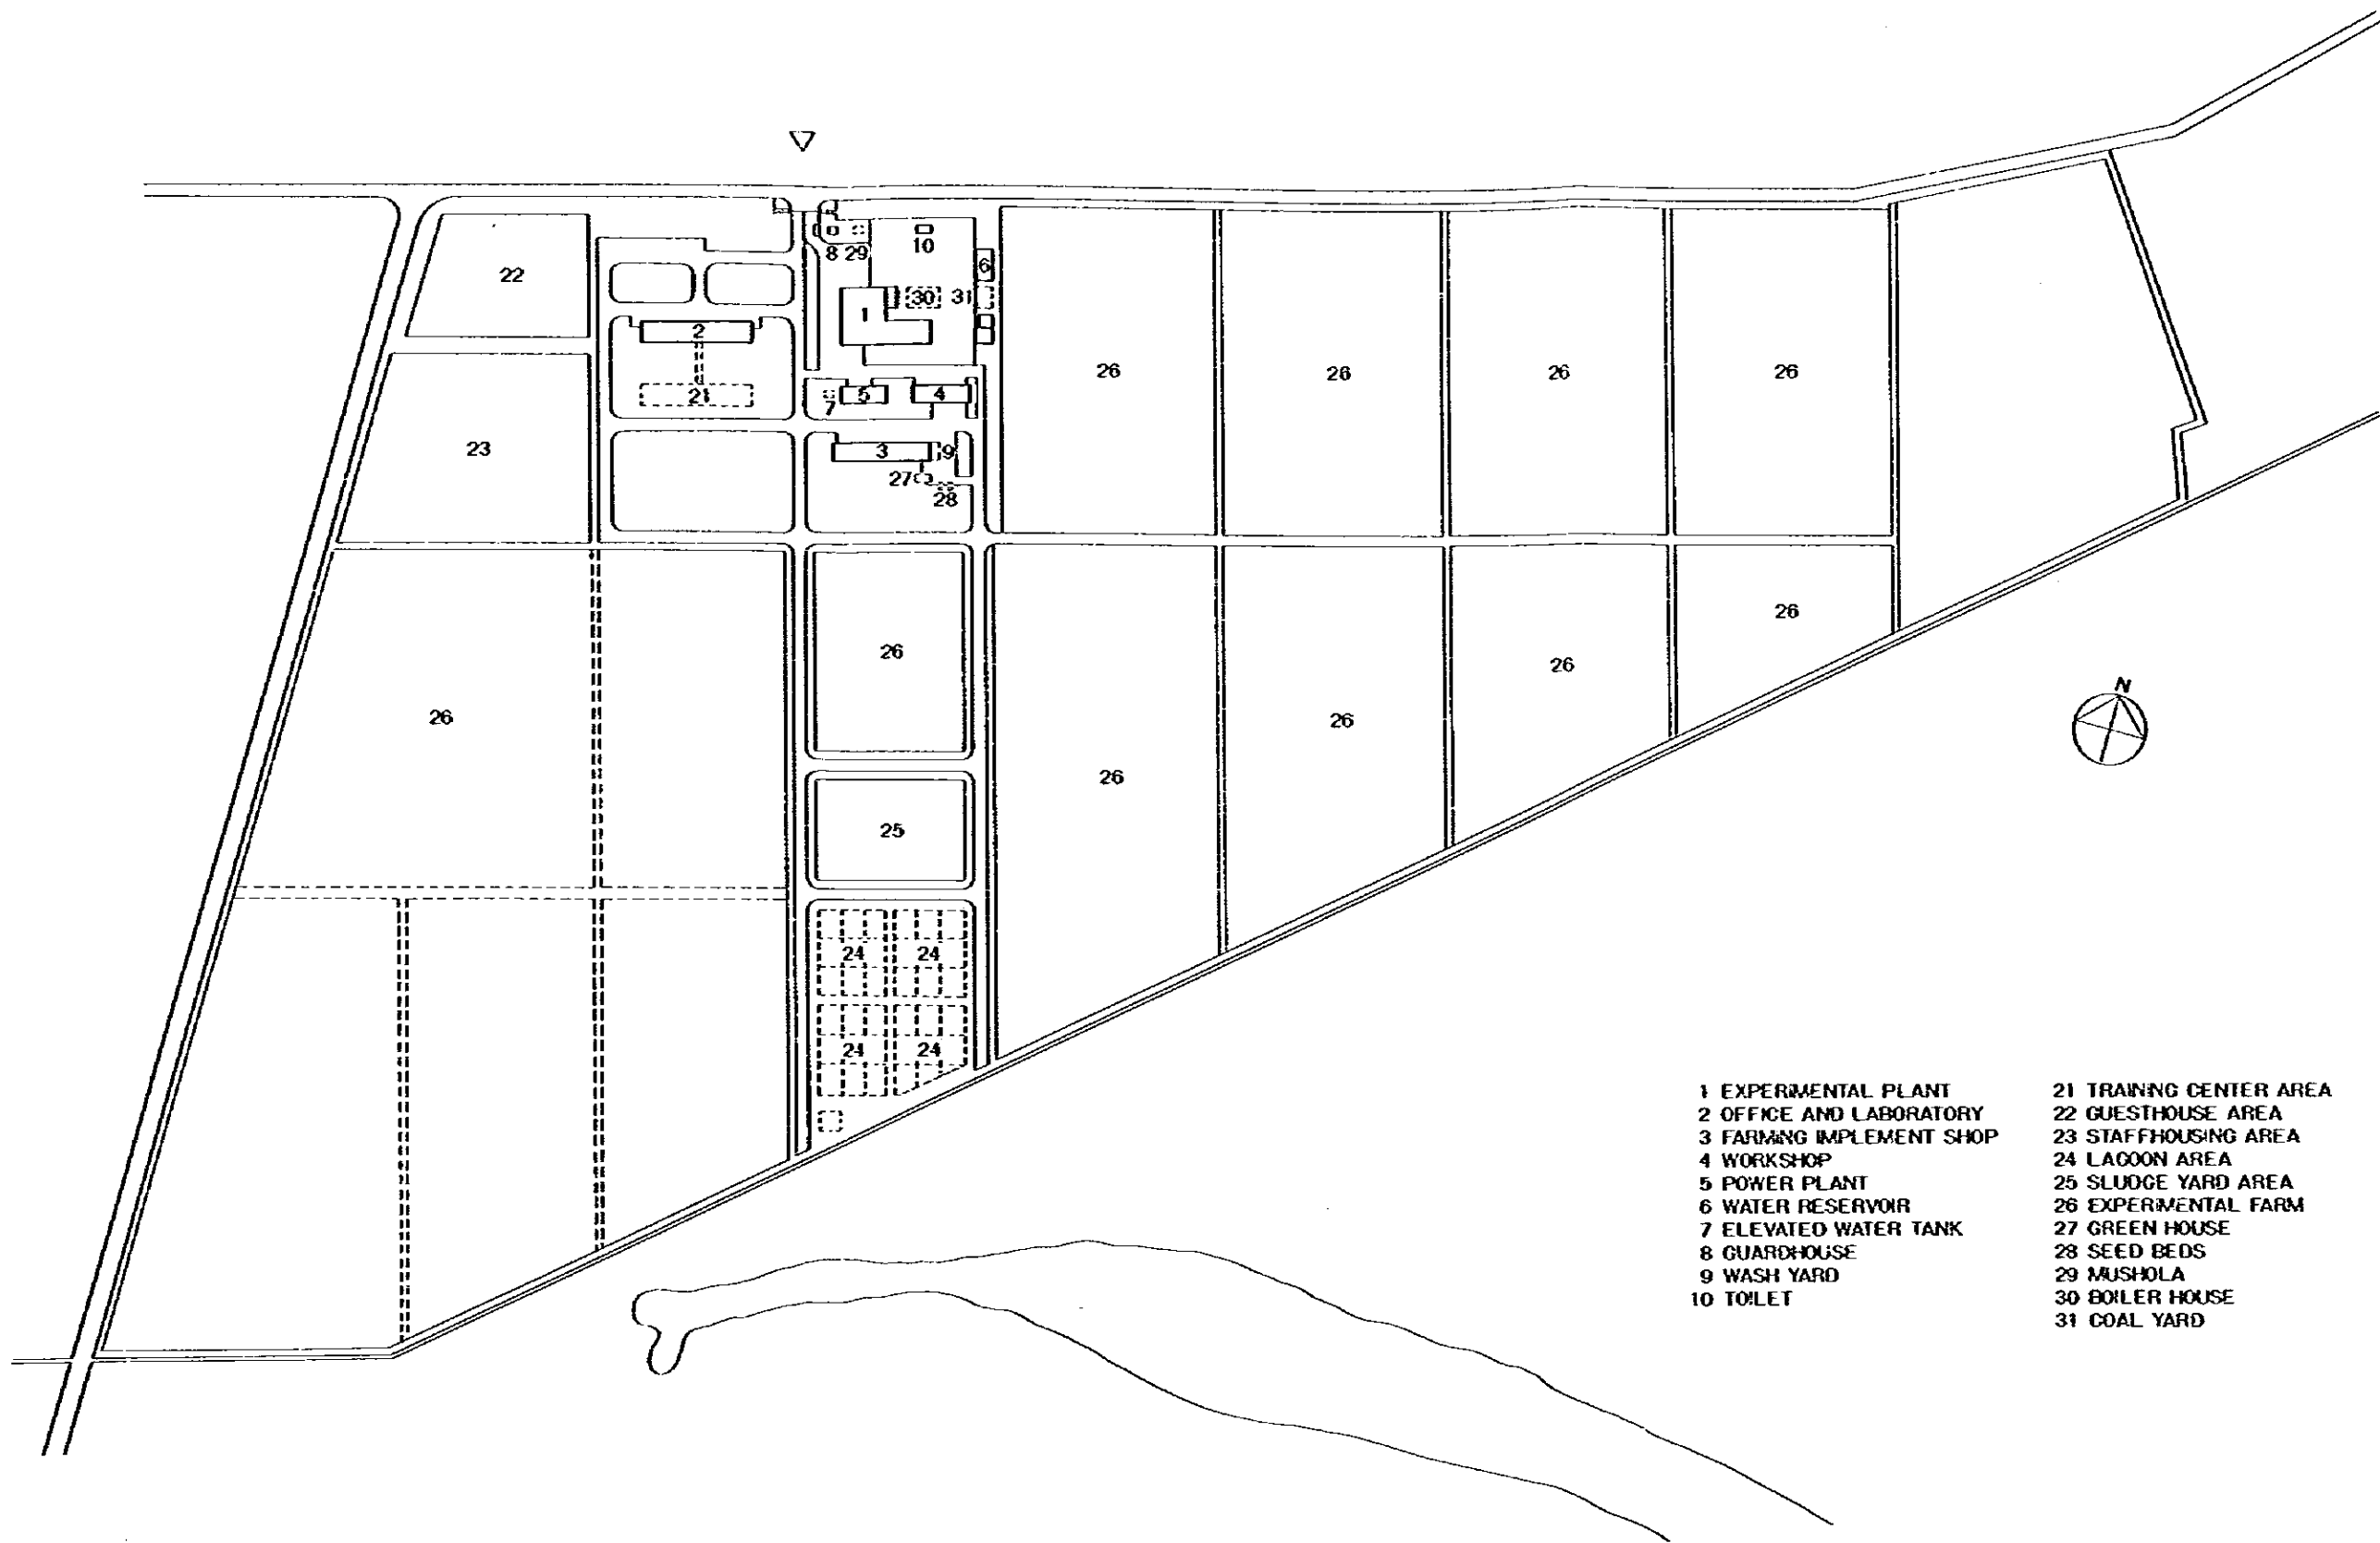 22
8 29
10
6
30
31
1
2
21
7
5
4
26
26
26
26
23
3
9
27
28
26
26
26
26
26
26
26
25
24 24
24 24
N
1 EXPERIMENTAL PLANT
2 OFFICE AND LABORATORY
3 FARMING IMPLEMENT SHOP
4 WORKSHOP
5 POWER PLANT
6 WATER RESERVOIR
7 ELEVATED WATER TANK
8 GUARDHOUSE
9 WASH YARD
10 TOILET
21 TRAINING CENTER AREA
22 GUESTHOUSE AREA
23 STAFFHOUSING AREA
24 LAGOON AREA
25 SLUDGE YARD AREA
26 EXPERIMENTAL FARM
27 GREEN HOUSE
28 SEED BEDS
29 MUSHOLA
30 BOILER HOUSE
31 COAL YARD